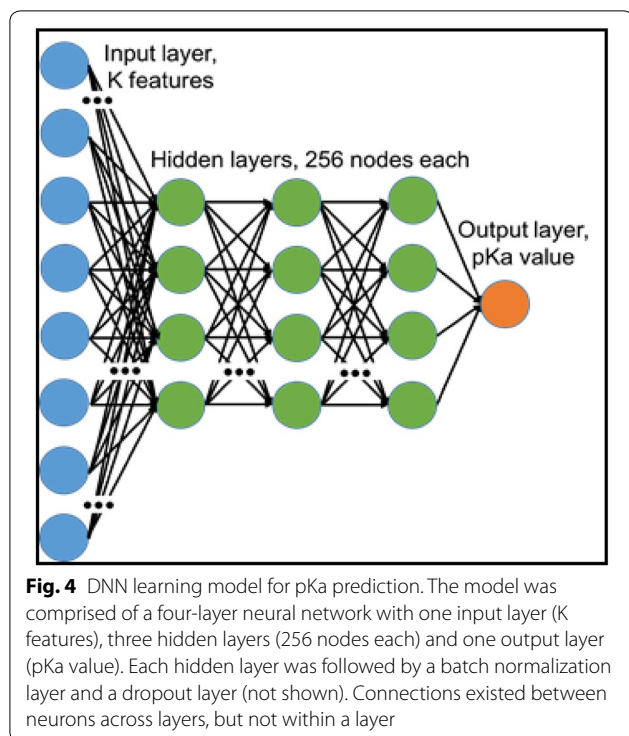 Input layer,
K features
Hidden layers, 256 nodes each
Output layer,
pKa value
Fig. 4 DNN learning model for pKa prediction. The model was
comprised of a four-layer neural network with one input layer (K
features), three hidden layers (256 nodes each) and one output layer
(pKa value). Each hidden layer was followed by a batch normalization
layer and a dropout layer (not shown). Connections existed between
neurons across layers, but not within a layer